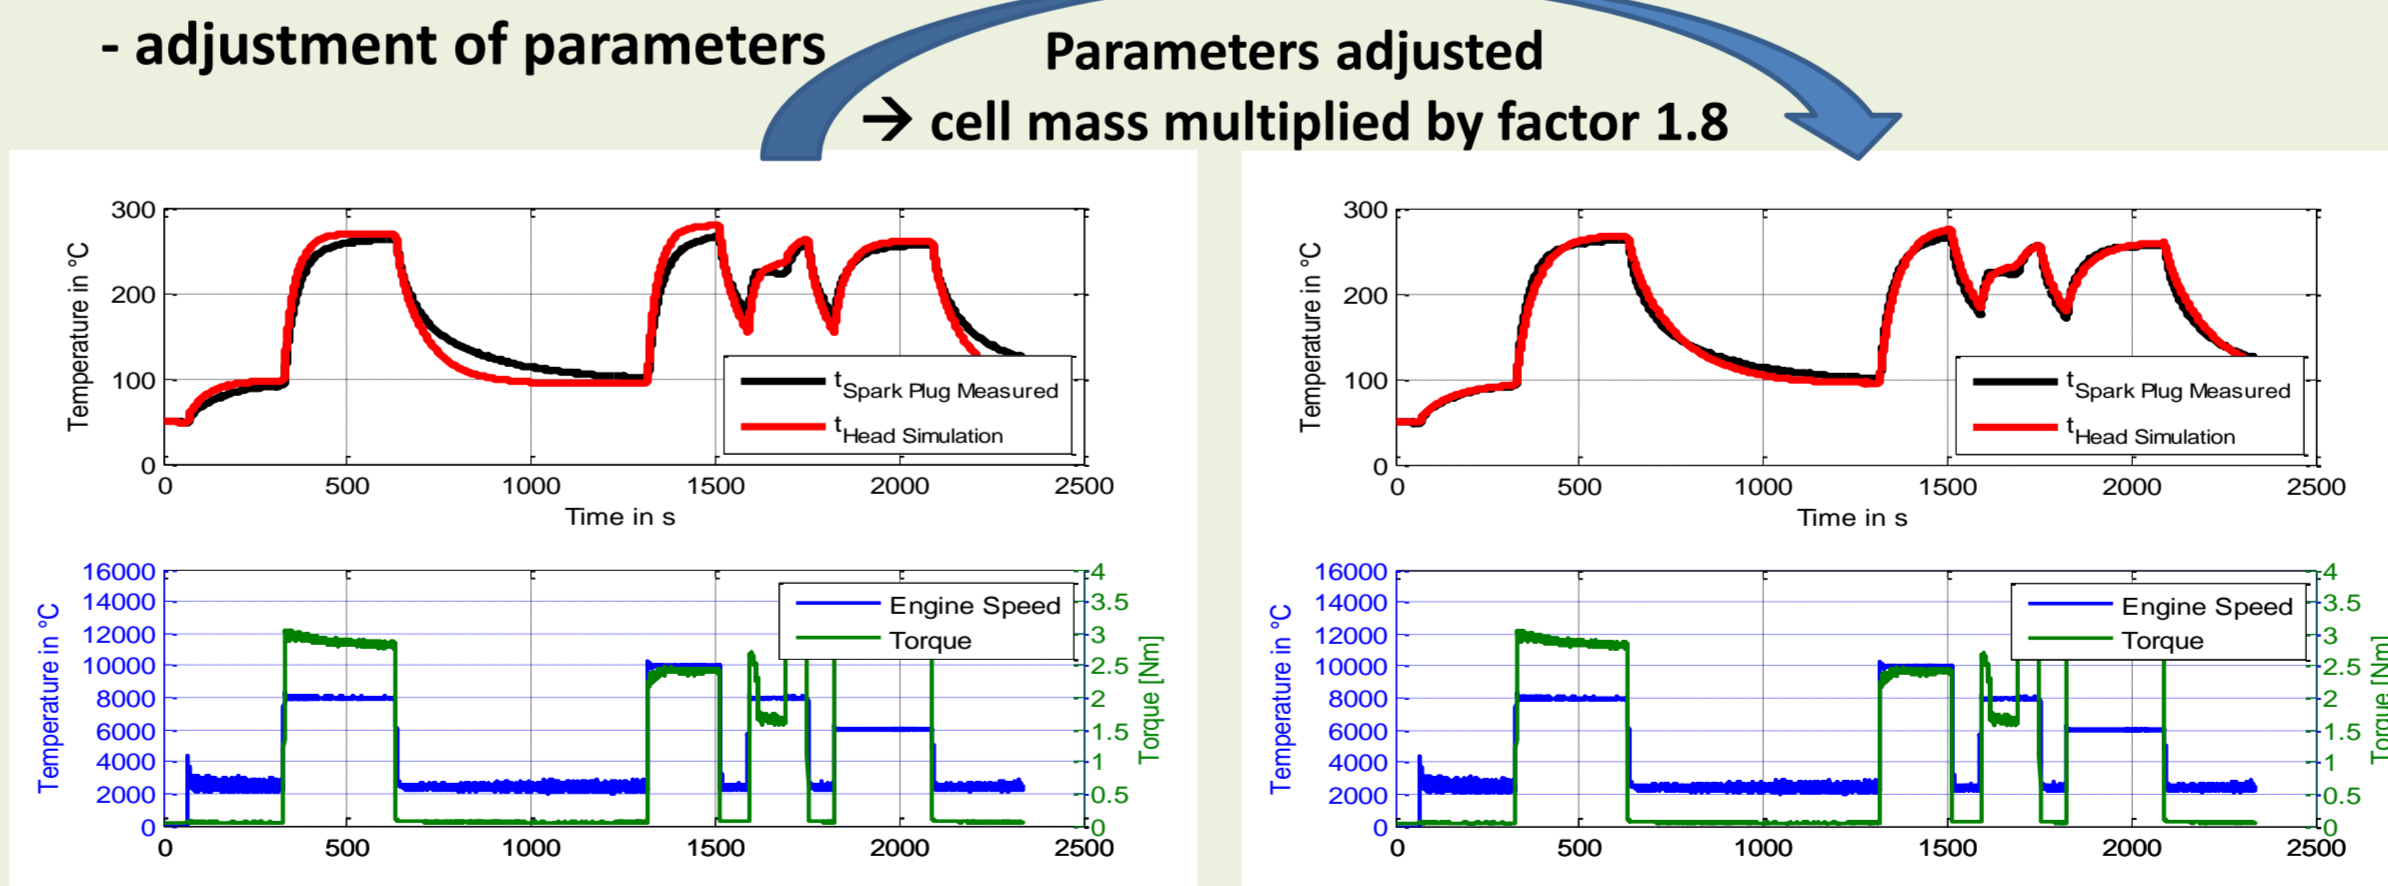 - adjustment of parameters
Parameters adjusted
→ cell mass multiplied by factor 1.8
300
200
100
0
Temperature in °C
0 500 1000 1500 2000 2500
Time in s
t Spark Plug Measured
t Head Simulation
16000
14000
12000
10000
8000
6000
4000
2000
0
Temperature in °C
4
3.5
3
2.5
2
1.5
1
0.5
0
Torque [Nm]
Engine Speed
Torque
0 500 1000 1500 2000 2500
300
200
100
0
Temperature in °C
0 500 1000 1500 2000 2500
Time in s
t Spark Plug Measured
t Head Simulation
16000
14000
12000
10000
8000
6000
4000
2000
0
Temperature in °C
4
3.5
3
2.5
2
1.5
1
0.5
0
Torque [Nm]
Engine Speed
Torque
0 500 1000 1500 2000 2500